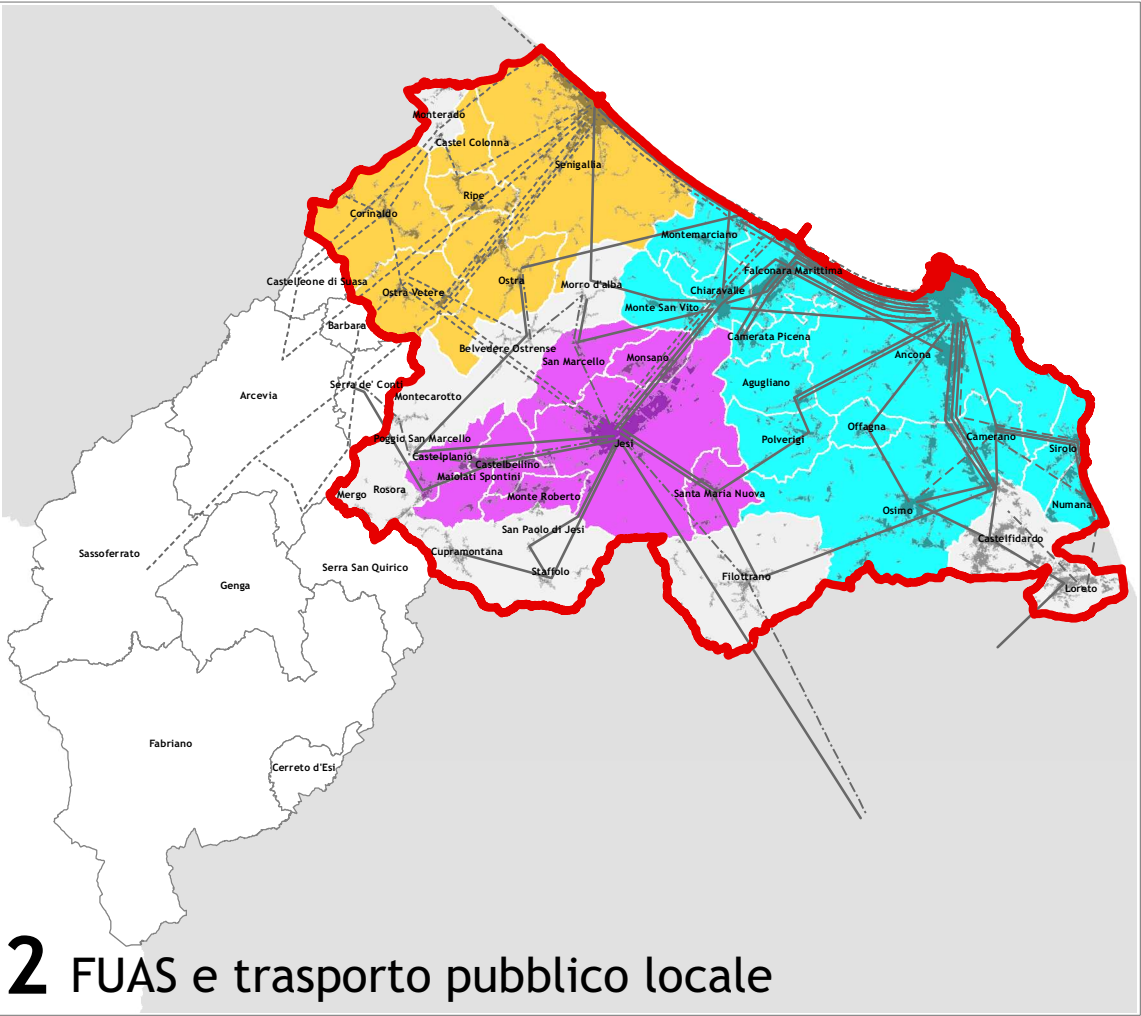 Monterado
Castel Colonna
Senigallia
Ripe
Corinaldo
Montemarciano
Falconara Marittima
Castelleone di Suasa
Ostra
Morro d'alba
Chiaravalle
Ostra Vetere
Monte San Vito
Barbara
Camerata Picena
Belvedere Ostrense
San Marcello
Monsano
Ancona
Agugliano
Serra de' Conti
Arcevia
Montecarotto
Offagna
Poggio San Marcello
Jesi
Polverigi
Camerano
Sirolo
Castelplanio
Castelbellino
Maiolati Spontini
Mergo
Rosora
Monte Roberto
Santa Maria Nuova
Numana
Osimo
San Paolo di Jesi
Castelfidardo
Sassoferrato
Cupramontana
Serra San Quirico
Staffolo
Filottrano
Genga
Loreto
Fabriano
Cerreto d'Esi
2 FUAS e trasporto pubblico locale